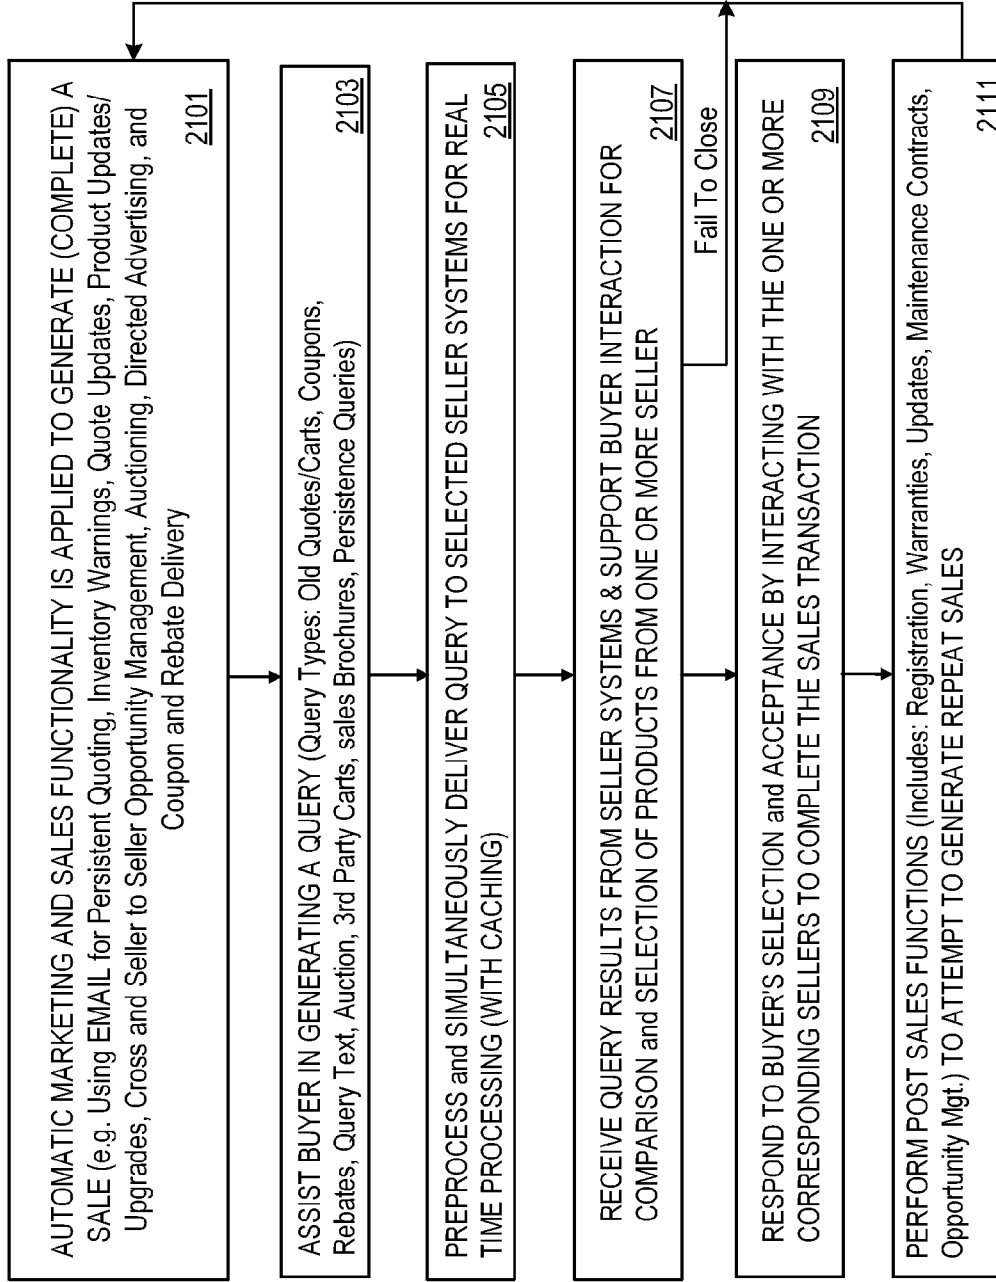 AUTOMATIC MARKETING AND SALES FUNCTIONALITY IS APPLIED TO GENERATE (COMPLETE) A
SALE (e.g. Using EMAIL for Persistent Quoting, Inventory Warnings, Quote Updates, Product Updates/
Upgrades, Cross and Seller to Seller Opportunity Management, Auctioning, Directed Advertising, and
Coupon and Rebate Delivery
2101
ASSIST BUYER IN GENERATING A QUERY (Query Types: Old Quotes/Carts, Coupons,
Rebates, Query Text, Auction, 3rd Party Carts, sales Brochures, Persistence Queries)
2103
PREPROCESS and SIMULTANEOUSLY DELIVER QUERY TO SELECTED SELLER SYSTEMS FOR REAL
TIME PROCESSING (WITH CACHING)
2105
RECEIVE QUERY RESULTS FROM SELLER SYSTEMS & SUPPORT BUYER INTERACTION FOR
COMPARISON and SELECTION OF PRODUCTS FROM ONE OR MORE SELLER
2107
Fail To Close
RESPOND TO BUYER'S SELECTION and ACCEPTANCE BY INTERACTING WITH THE ONE OR MORE
CORRESPONDING SELLERS TO COMPLETE THE SALES TRANSACTION
2109
PERFORM POST SALES FUNCTIONS (Includes: Registration, Warranties, Updates, Maintenance Contracts,
Opportunity Mgt.) TO ATTEMPT TO GENERATE REPEAT SALES
2111